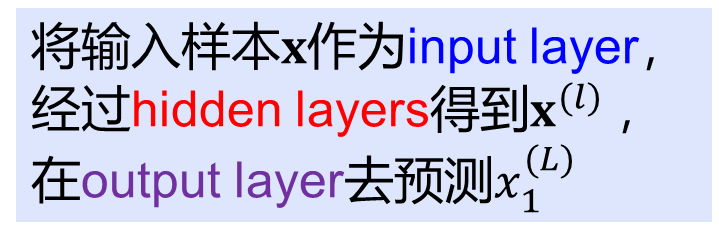 将输入样本𝐱作为input layer，
经过hidden layers得到𝐱⁽ˡ⁾，
在output layer去预测𝑥₁⁽ᴸ⁾